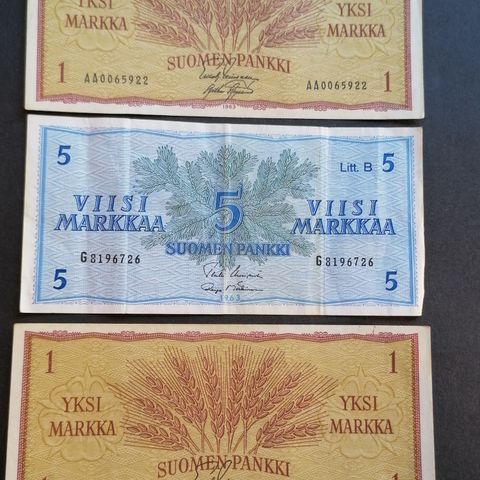 YKSI YKSI
MARKKA MARKKA
1 SUOMEN PANKKI 1
AA0065922 AA0065922
1963
5 Litt. B 5
VIISI 5 VIISI
MARKKAA MARKKAA
SUOMEN PANKKI
G8196726 G8196726
5 5
1963
1 1
YKSI YKSI
MARKKA MARKKA
SUOMEN PANKKI